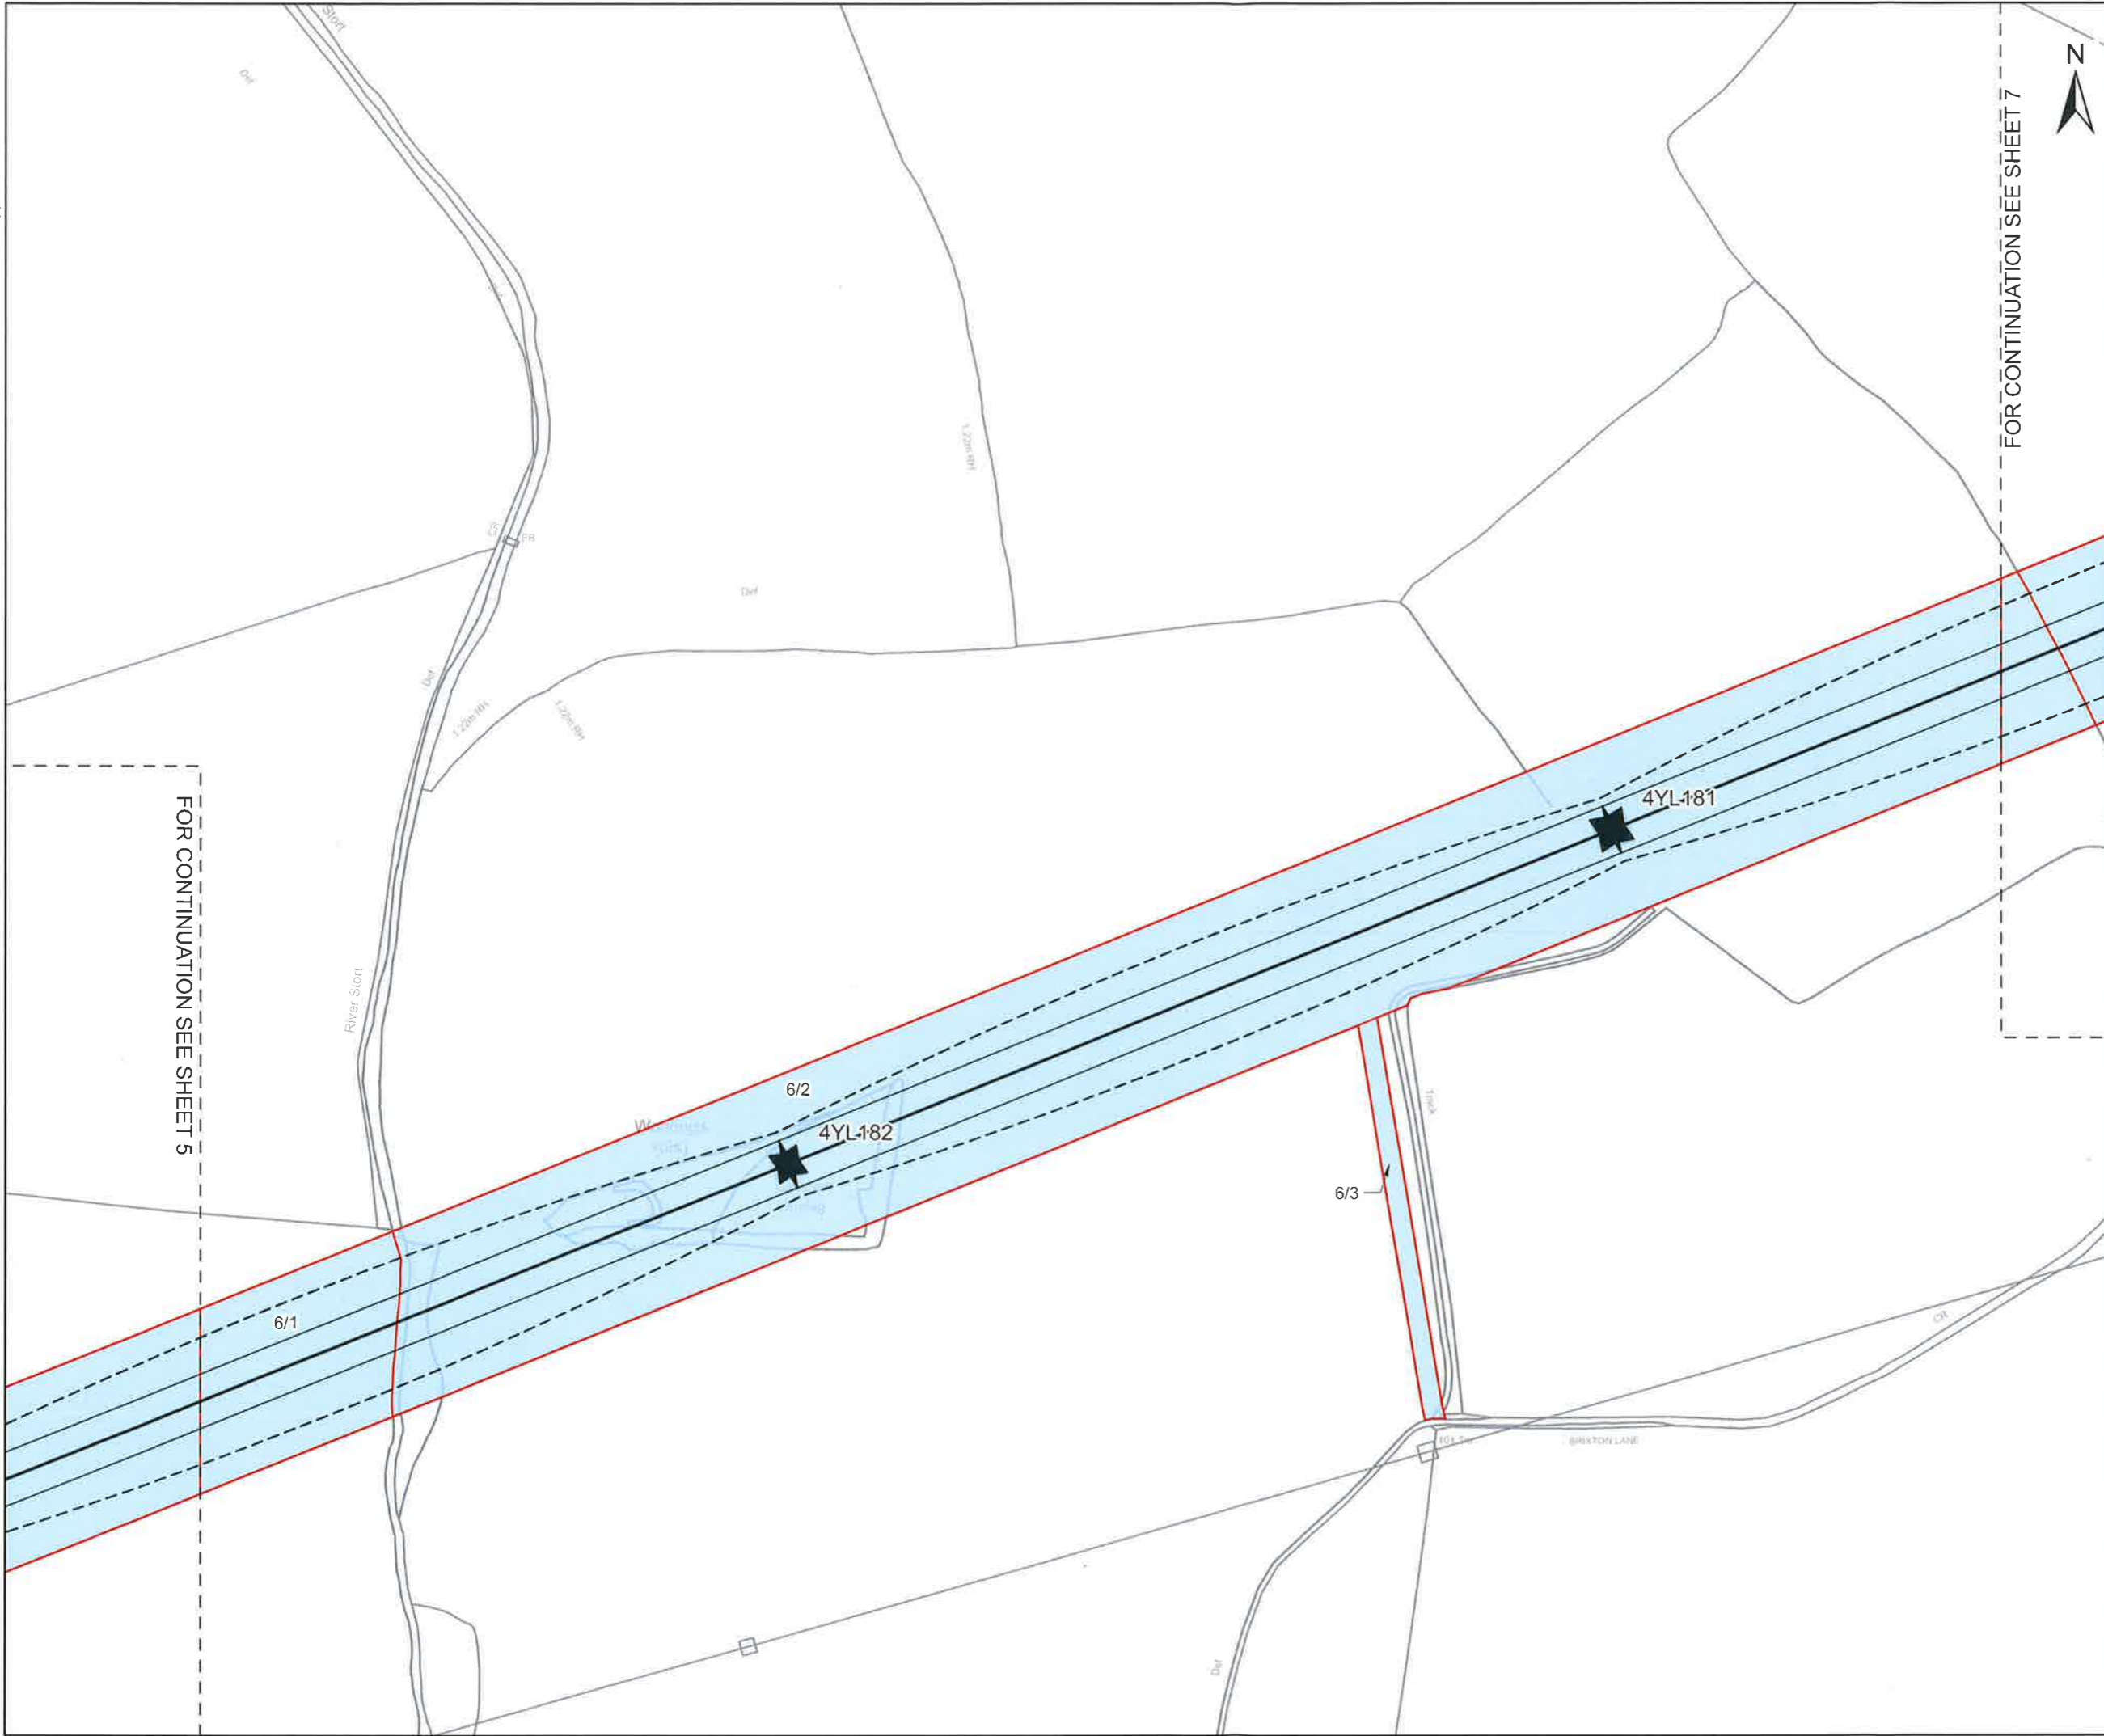 Stort
Def
N
FOR CONTINUATION SEE SHEET 7
Def
1.22m RH
CR
FB
Def
Def
1.22m RH
1.22m RH
4YL181
FOR CONTINUATION SEE SHEET 5
River Stort
6/2
4YL182
Track
6/3
6/1
CR
BRIXTON LANE
Def